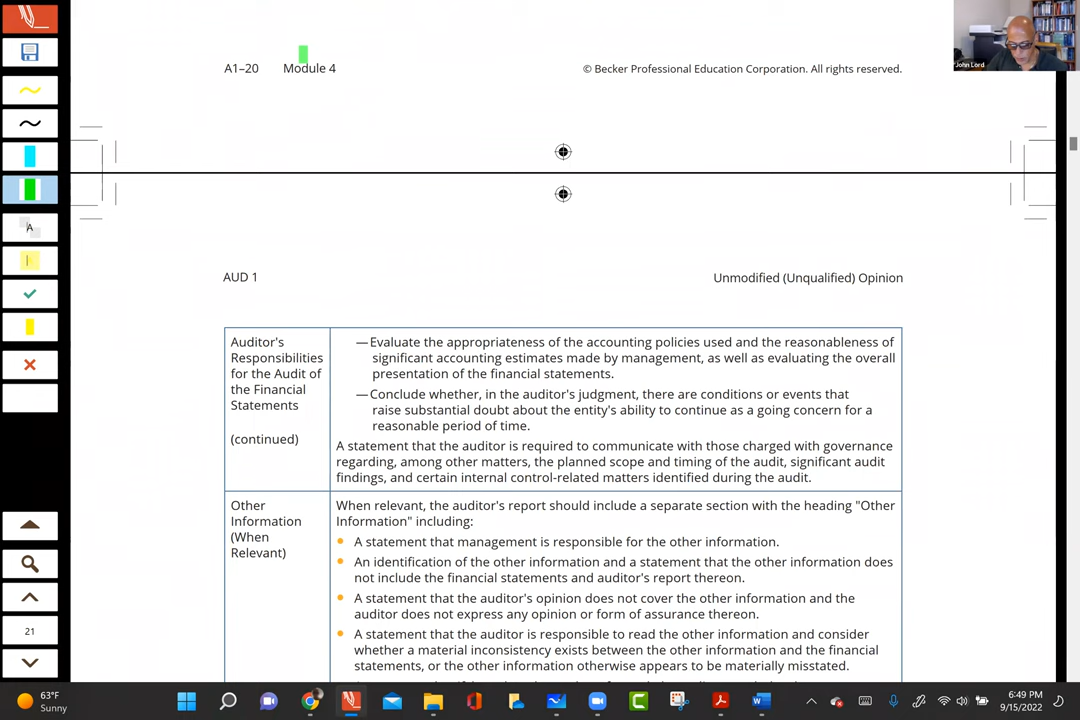 A1–20 Module 4
© Becker Professional Education Corporation. All rights reserved.
John Lord
AUD 1
Unmodified (Unqualified) Opinion
Auditor's
Responsibilities
for the Audit of
the Financial
Statements
(continued)
—Evaluate the appropriateness of the accounting policies used and the reasonableness of
significant accounting estimates made by management, as well as evaluating the overall
presentation of the financial statements.
—Conclude whether, in the auditor's judgment, there are conditions or events that
raise substantial doubt about the entity's ability to continue as a going concern for a
reasonable period of time.
A statement that the auditor is required to communicate with those charged with governance
regarding, among other matters, the planned scope and timing of the audit, significant audit
findings, and certain internal control-related matters identified during the audit.
Other
Information
(When
Relevant)
When relevant, the auditor's report should include a separate section with the heading "Other
Information" including:
• A statement that management is responsible for the other information.
• An identification of the other information and a statement that the other information does
not include the financial statements and auditor's report thereon.
• A statement that the auditor's opinion does not cover the other information and the
auditor does not express any opinion or form of assurance thereon.
• A statement that the auditor is responsible to read the other information and consider
whether a material inconsistency exists between the other information and the financial
statements, or the other information otherwise appears to be materially misstated.
A
21
63°F
Sunny
6:49 PM
9/15/2022